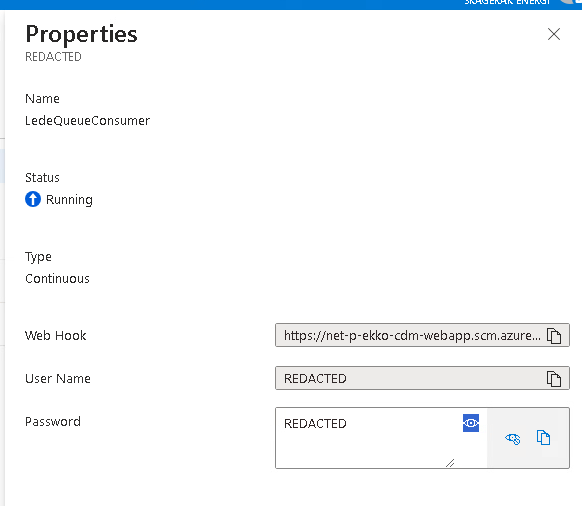 SKAGERAK ENERGI
Properties
REDACTED
Name
LedeQueueConsumer
Status
Running
Type
Continuous
Web Hook
https://net-p-ekko-cdm-webapp.scm.azure...
User Name
REDACTED
Password
REDACTED